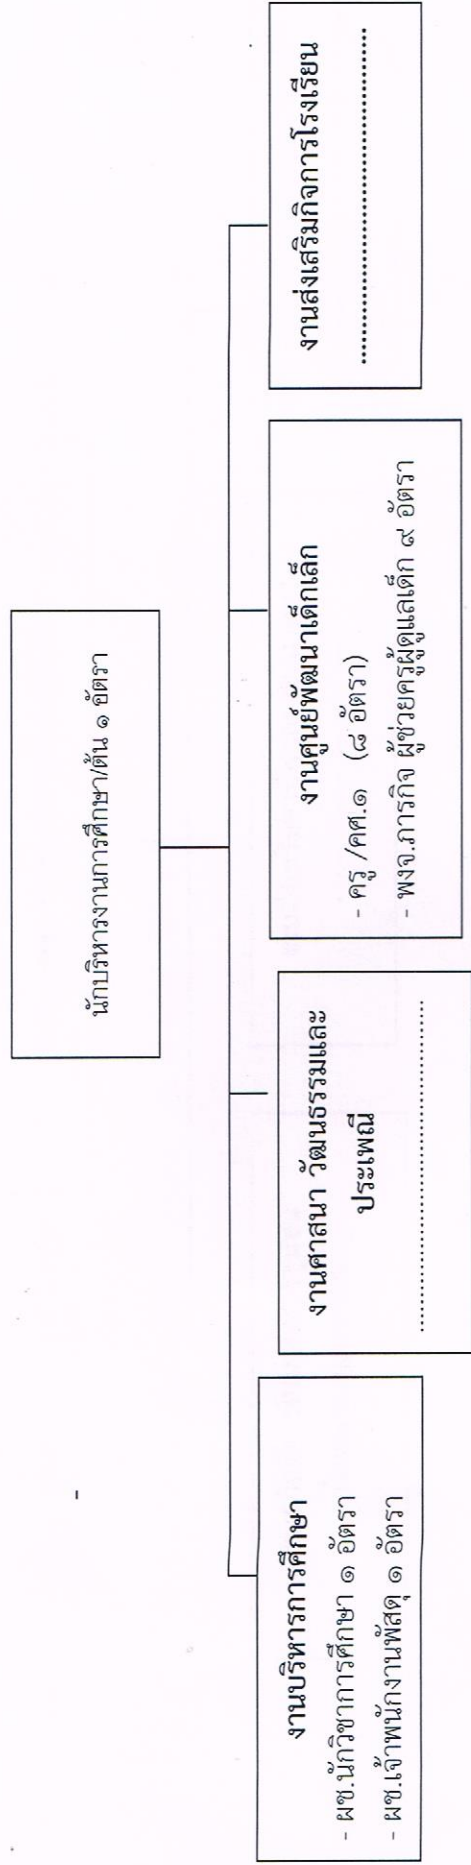 นักบริหารงานการศึกษา/ต้น ๑ อัตรา
งานบริหารการศึกษา
- ผช.นักวิชาการศึกษา ๑ อัตรา
- ผช.เจ้าพนักงานพัสดุ ๑ อัตรา
งานศาสนา วัฒนธรรมและ
ประเพณี
................................................
งานศูนย์พัฒนาเด็กเล็ก
- ครู /คศ.๑ (๘ อัตรา)
- พงจ.ภารกิจ ผู้ช่วยครูผู้ดูแลเด็ก ๙ อัตรา
งานส่งเสริมกิจการโรงเรียน
................................................